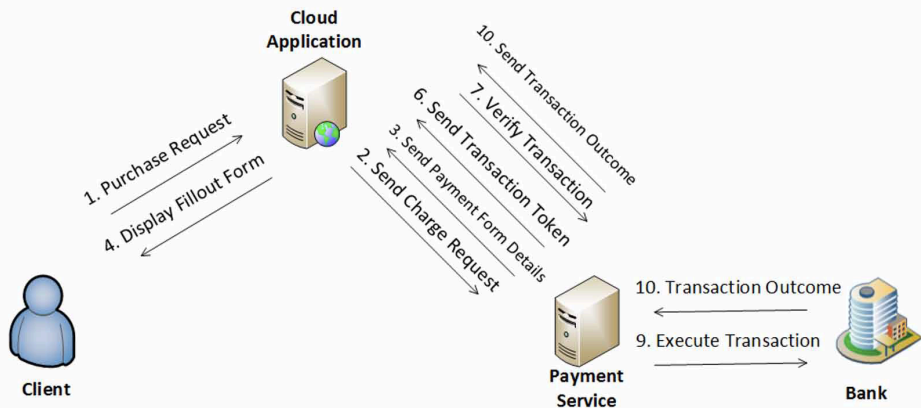 Cloud
Application
1. Purchase Request
4. Display Fillout Form
10. Send Transaction Outcome
7. Verify Transaction
6. Send Transaction Token
3. Send Payment Form Details
2. Send Charge Request
10. Transaction Outcome
9. Execute Transaction
Client
Payment
Service
Bank